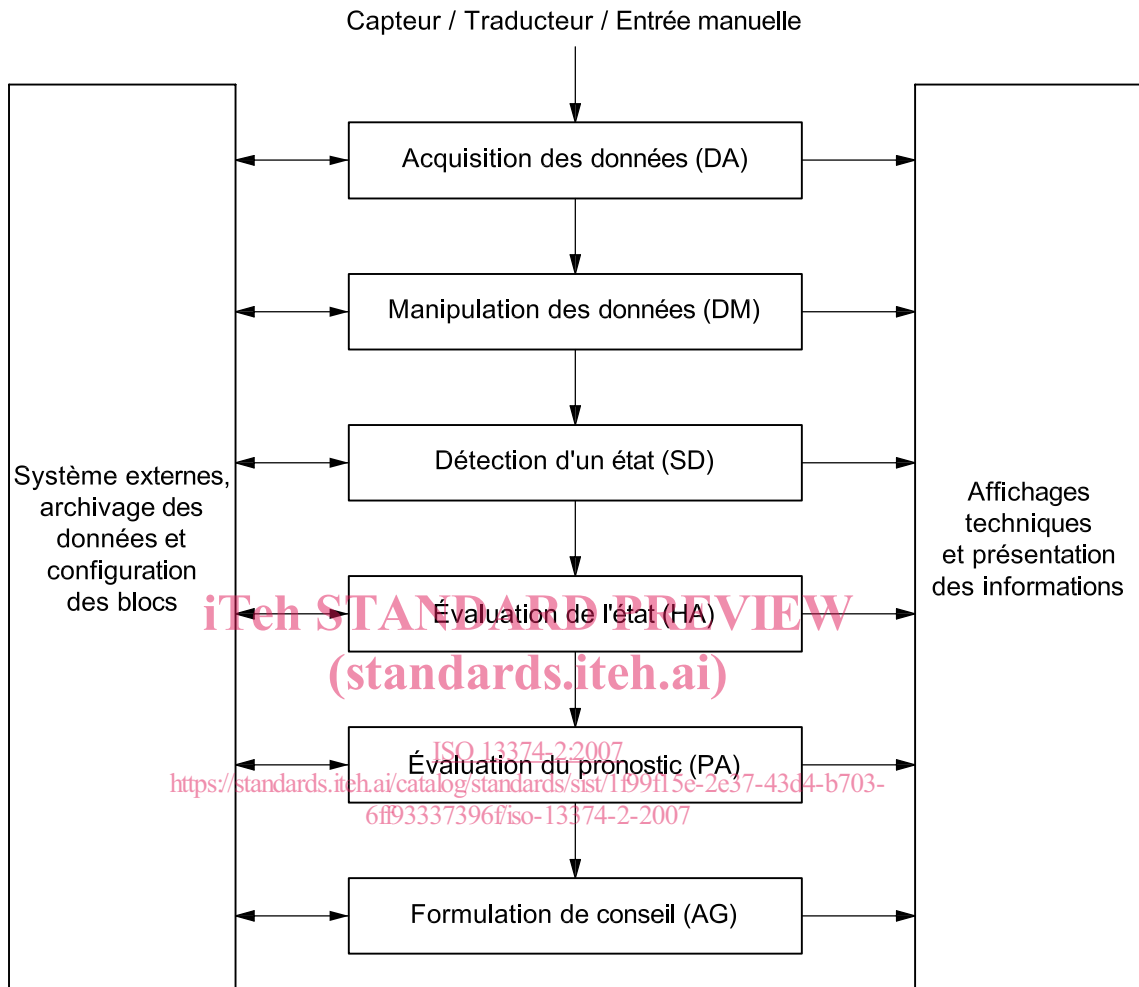 Capteur / Traducteur / Entrée manuelle
Acquisition des données (DA)
Manipulation des données (DM)
Détection d'un état (SD)
Système externes,
archivage des
données et
configuration
des blocs
Affichages
techniques
et présentation
des informations
Évaluation de l'état (HA)
iTeh STANDARD PREVIEW
(standards.iteh.ai)
ISO 13374-2:2007
Évaluation du pronostic (PA)
https://standards.iteh.ai/catalog/standards/sist/1f99f15e-2e37-43d4-b703-
6ff93337396f/iso-13374-2-2007
Formulation de conseil (AG)